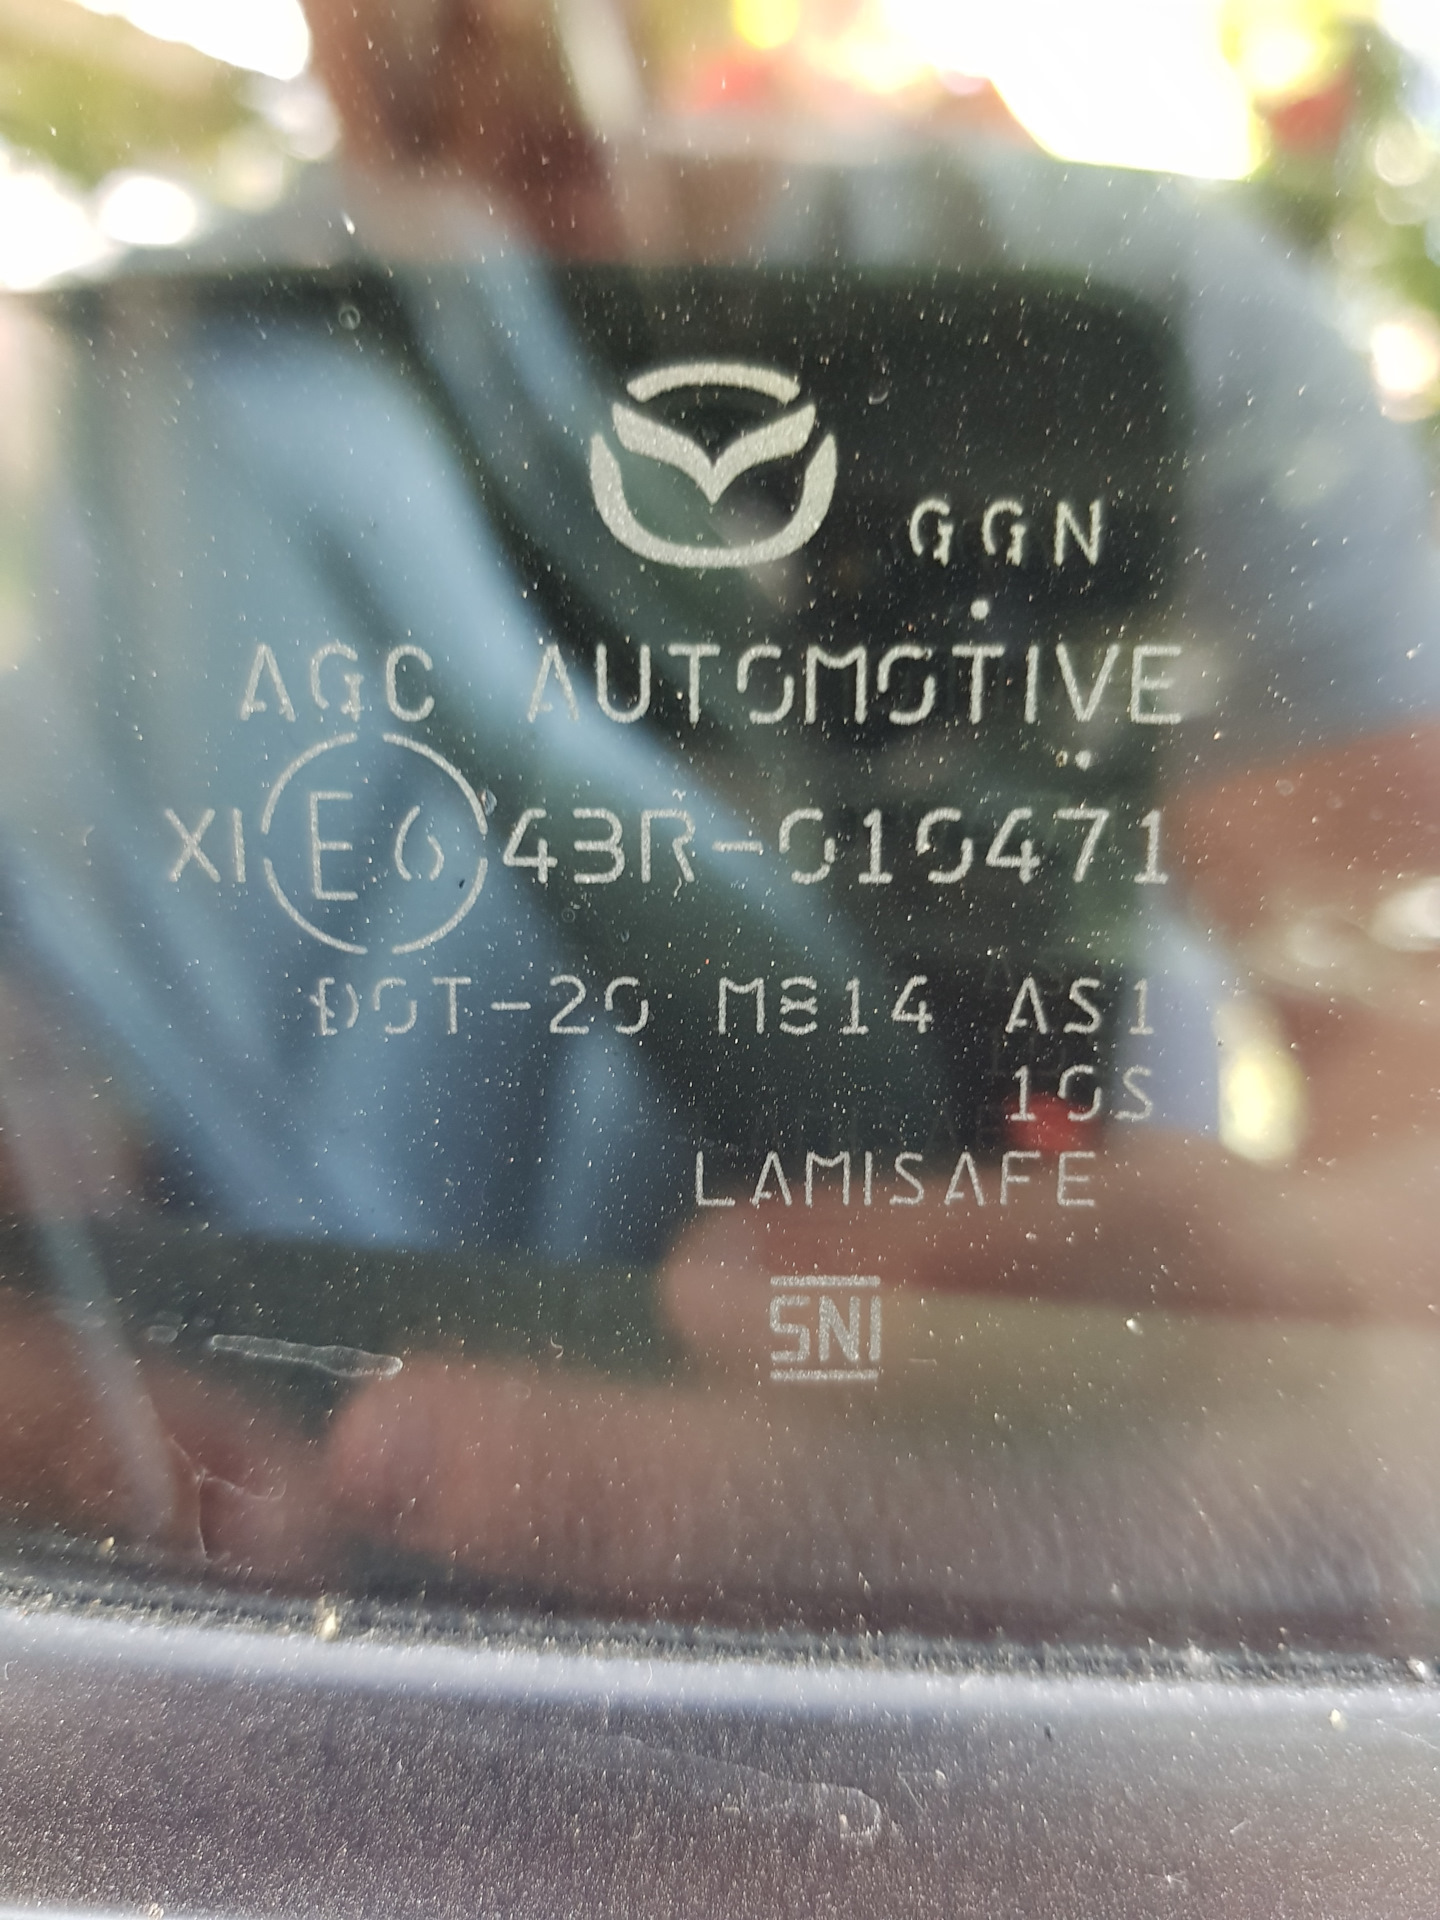 GGN
AGC AUTOMOTIVE
XI E6 43R-010471
DOT-20 M814 AS1
10S
LAMISAFE
SNI